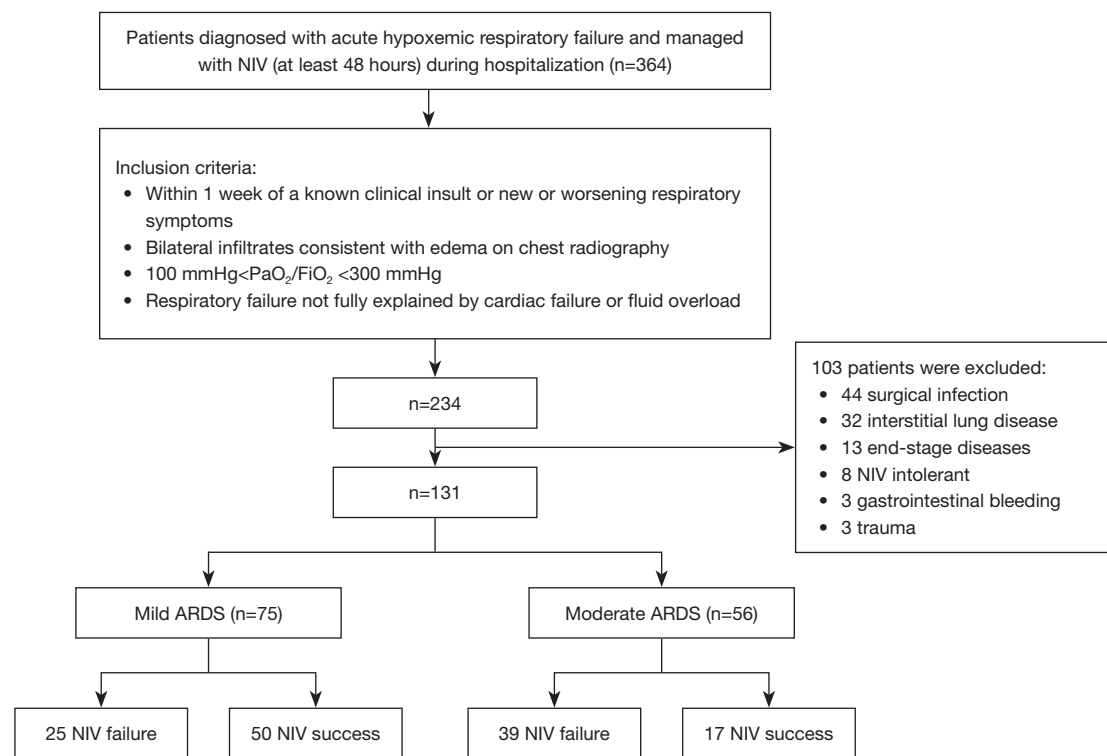 Patients diagnosed with acute hypoxemic respiratory failure and managed
with NIV (at least 48 hours) during hospitalization (n=364)
Inclusion criteria:
• Within 1 week of a known clinical insult or new or worsening respiratory
symptoms
• Bilateral infiltrates consistent with edema on chest radiography
• 100 mmHg<PaO₂/FiO₂ <300 mmHg
• Respiratory failure not fully explained by cardiac failure or fluid overload
n=234
103 patients were excluded:
• 44 surgical infection
• 32 interstitial lung disease
• 13 end-stage diseases
• 8 NIV intolerant
• 3 gastrointestinal bleeding
• 3 trauma
n=131
Mild ARDS (n=75)
Moderate ARDS (n=56)
25 NIV failure
50 NIV success
39 NIV failure
17 NIV success